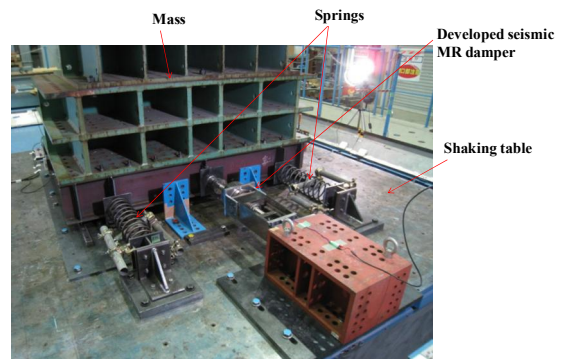 Mass
Springs
Developed seismic
MR damper
Shaking table